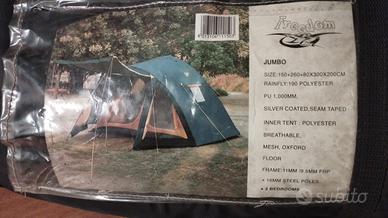 Freedom
JUMBO
SIZE:150+260+80X300X200CM
RAINFLY:190 POLYESTER
PU 1,000MM,
SILVER COATED,SEAM TAPED
INNER TENT : POLYESTER
BREATHABLE,
MESH, OXFORD
FLOOR
FRAME:11MM /9.5MM FRP
+ 16MM STEEL POLES
• 2 BEDROOMS
subito